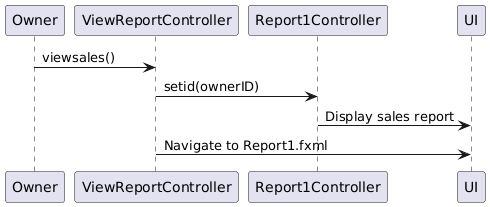 Owner ViewReportController Report1Controller UI
viewsales()
setid(ownerID)
Display sales report
Navigate to Report1.fxml
Owner ViewReportController Report1Controller UI